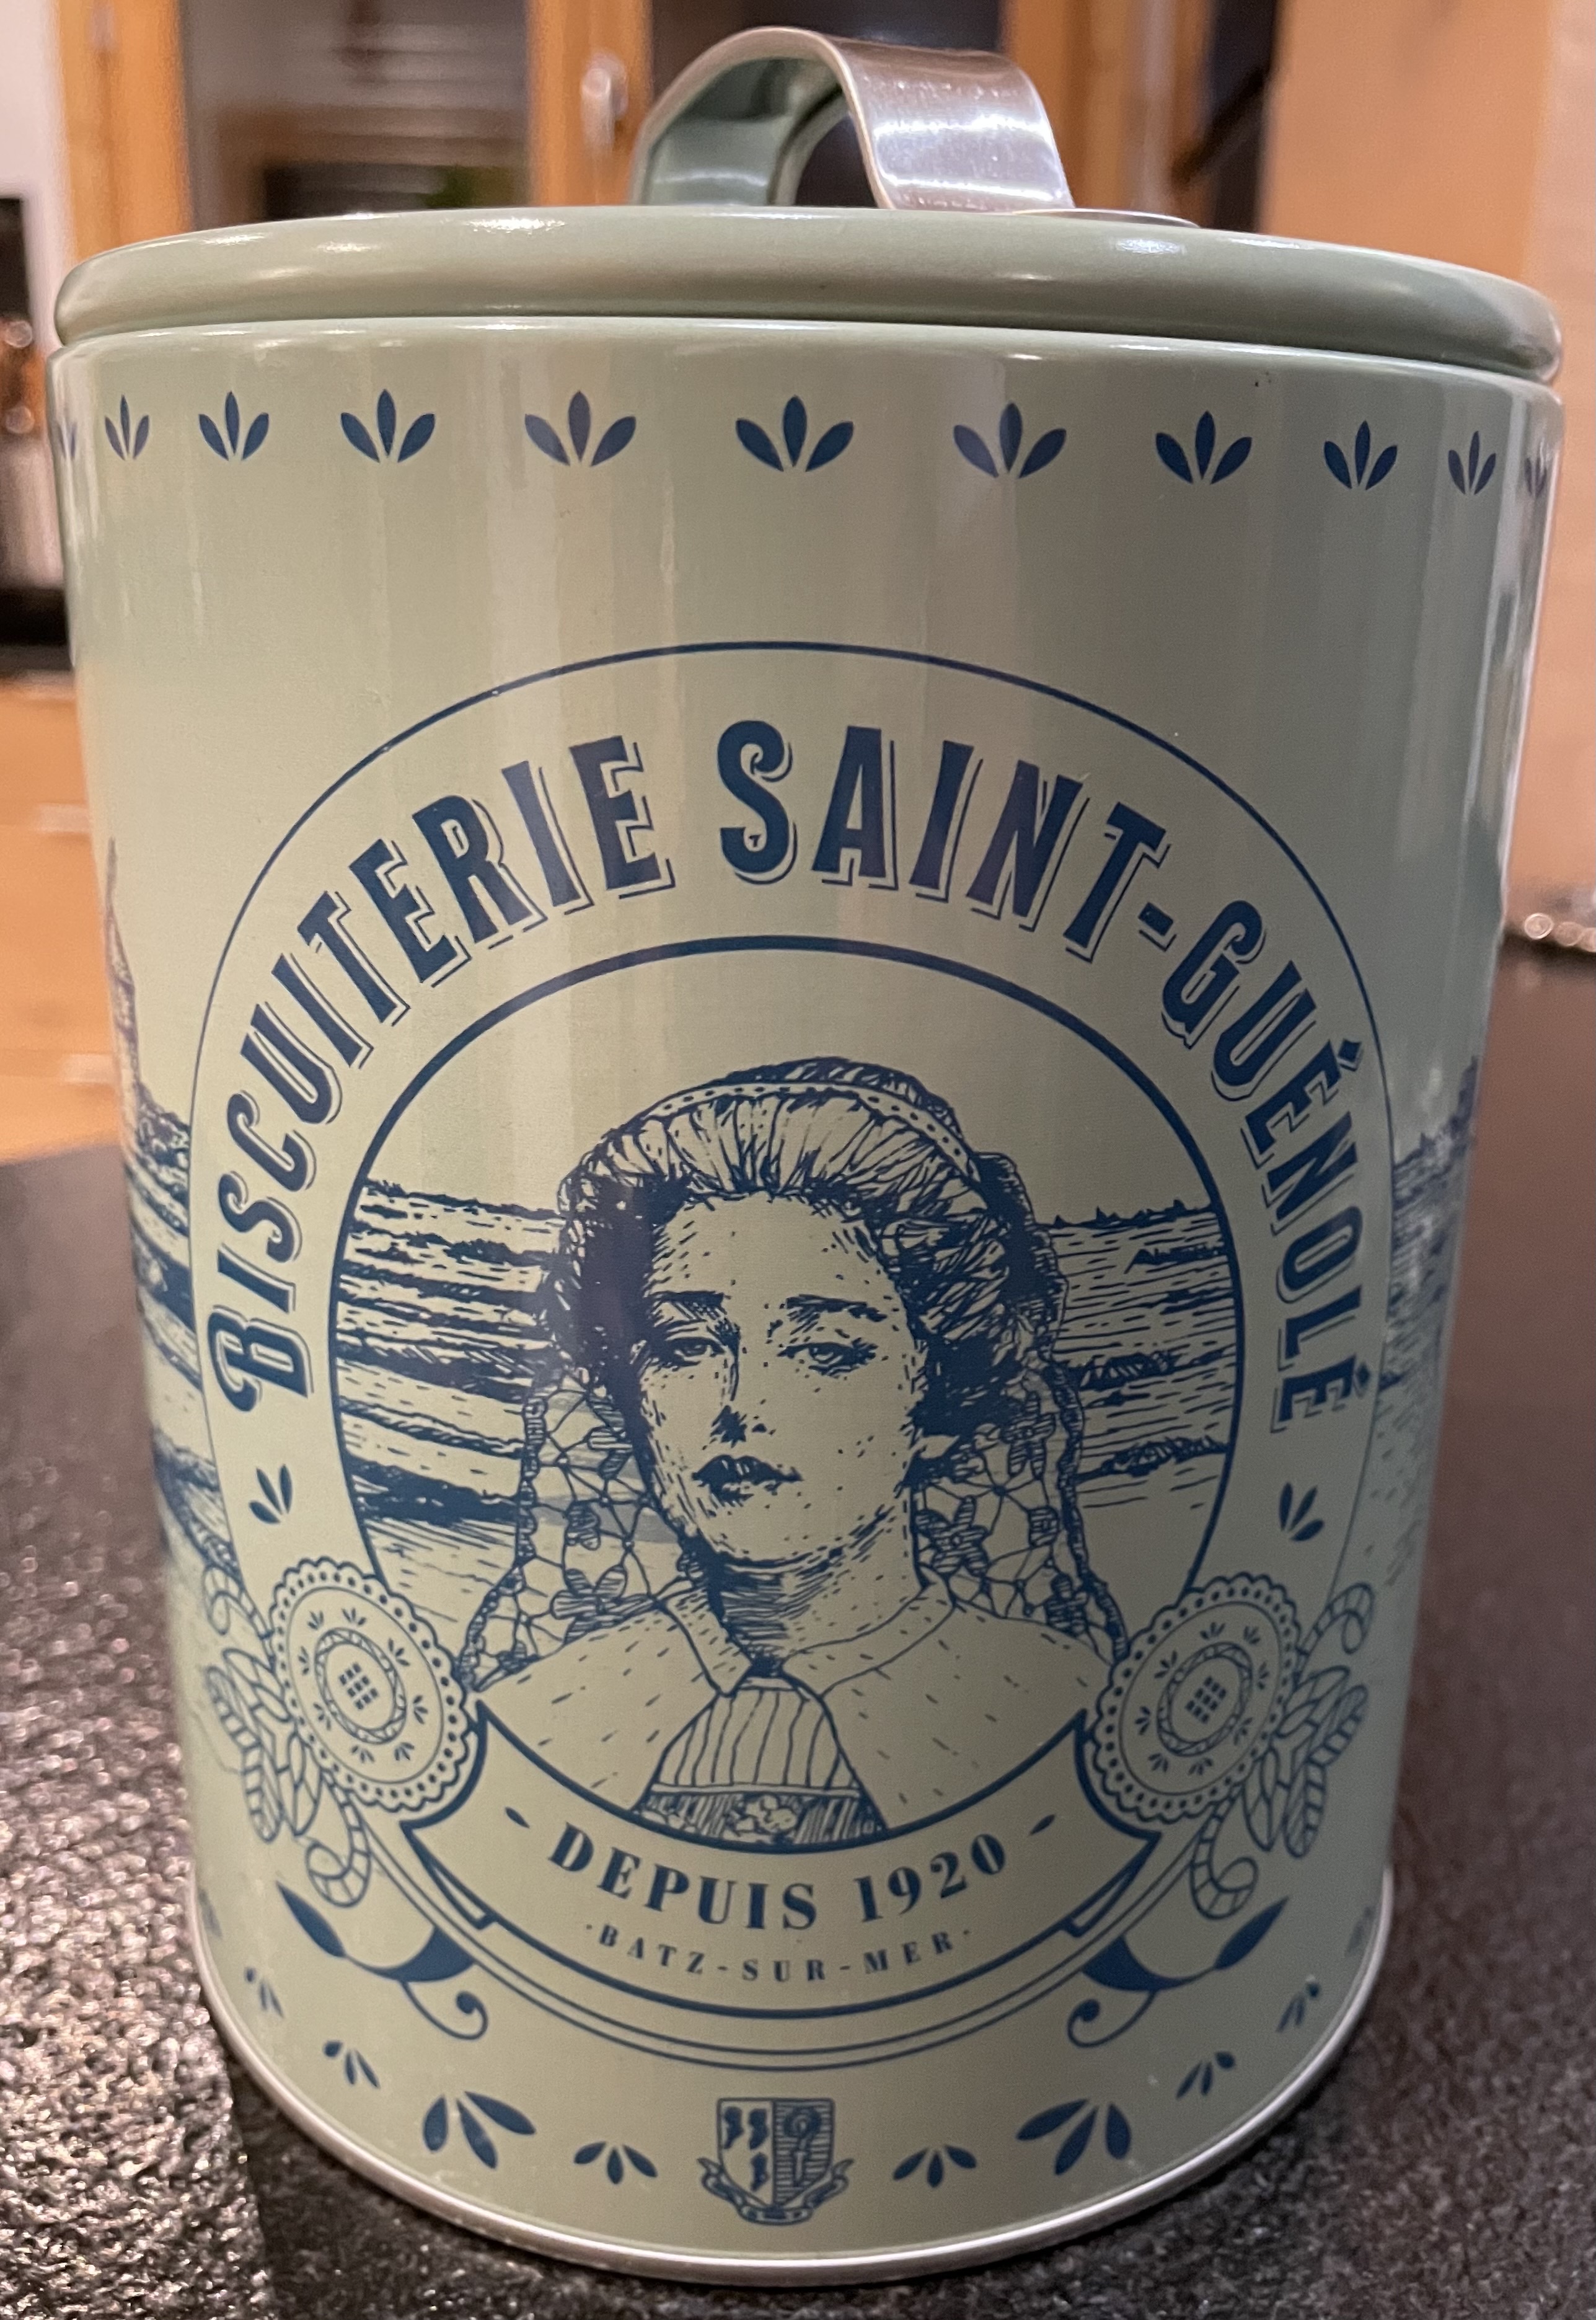 BISCUITERIE SAINT-GUÉNOLÉ
DEPUIS 1920
·BATZ-SUR-MER·